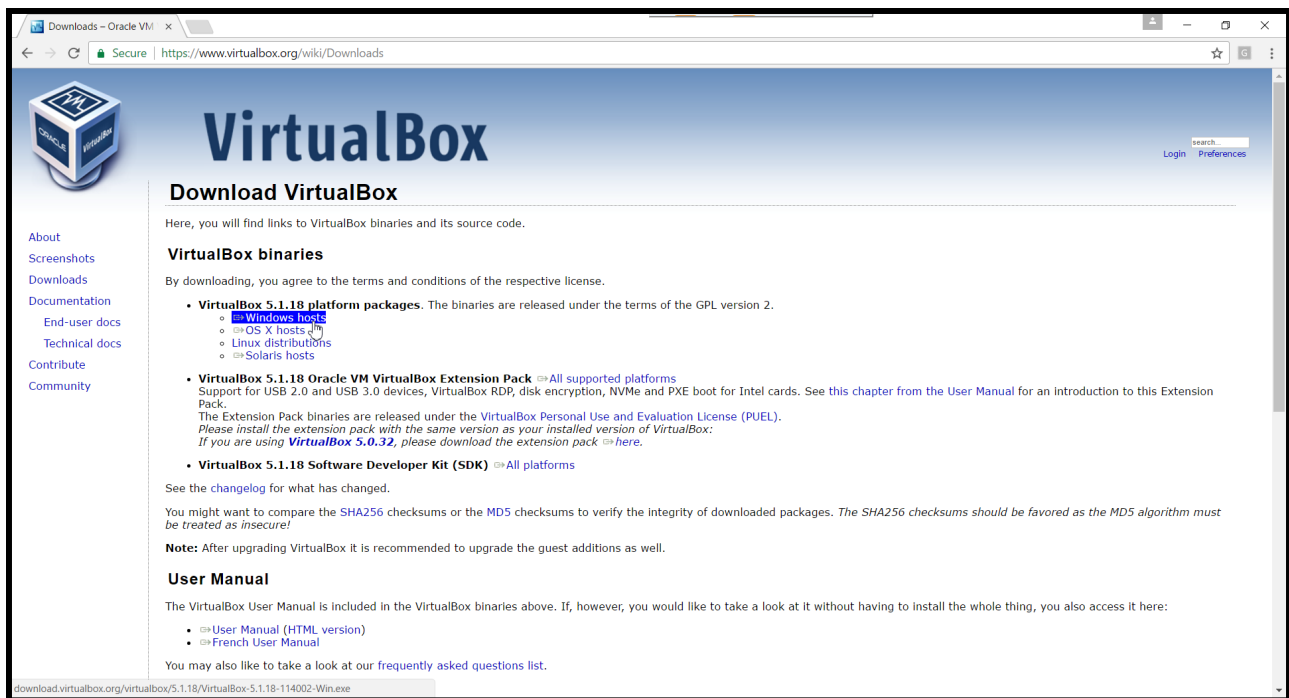 Downloads – Oracle VM
Secure https://www.virtualbox.org/wiki/Downloads
G
ORACLE
VirtualBox
VirtualBox
search...
Login Preferences
Download VirtualBox
Here, you will find links to VirtualBox binaries and its source code.
About
Screenshots
Downloads
Documentation
End-user docs
Technical docs
Contribute
Community
VirtualBox binaries
By downloading, you agree to the terms and conditions of the respective license.
• VirtualBox 5.1.18 platform packages. The binaries are released under the terms of the GPL version 2.
Windows hosts
OS X hosts
Linux distributions
Solaris hosts
• VirtualBox 5.1.18 Oracle VM VirtualBox Extension Pack All supported platforms
Support for USB 2.0 and USB 3.0 devices, VirtualBox RDP, disk encryption, NVMe and PXE boot for Intel cards. See this chapter from the User Manual for an introduction to this Extension
Pack.
The Extension Pack binaries are released under the VirtualBox Personal Use and Evaluation License (PUEL).
Please install the extension pack with the same version as your installed version of VirtualBox:
If you are using VirtualBox 5.0.32, please download the extension pack here.
• VirtualBox 5.1.18 Software Developer Kit (SDK) All platforms
See the changelog for what has changed.
You might want to compare the SHA256 checksums or the MD5 checksums to verify the integrity of downloaded packages. The SHA256 checksums should be favored as the MD5 algorithm must
be treated as insecure!
Note: After upgrading VirtualBox it is recommended to upgrade the guest additions as well.
User Manual
The VirtualBox User Manual is included in the VirtualBox binaries above. If, however, you would like to take a look at it without having to install the whole thing, you also access it here:
• User Manual (HTML version)
• French User Manual
You may also like to take a look at our frequently asked questions list.
download.virtualbox.org/virtualbox/5.1.18/VirtualBox-5.1.18-114002-Win.exe